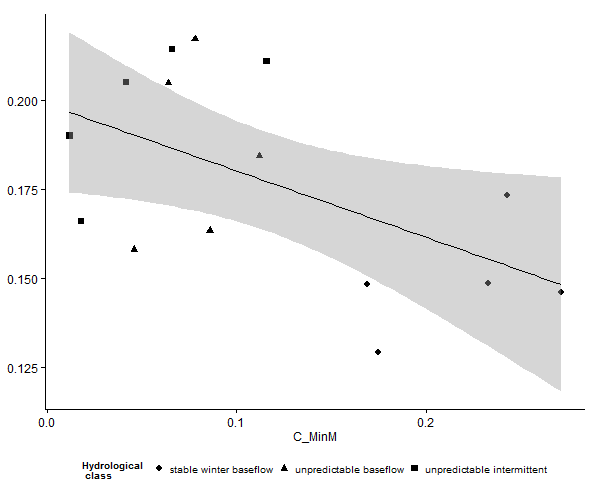 0.200
0.175
0.150
0.125
0.0 0.1 0.2
C_MinM
Hydrological
class
stable winter baseflow unpredictable baseflow unpredictable intermittent